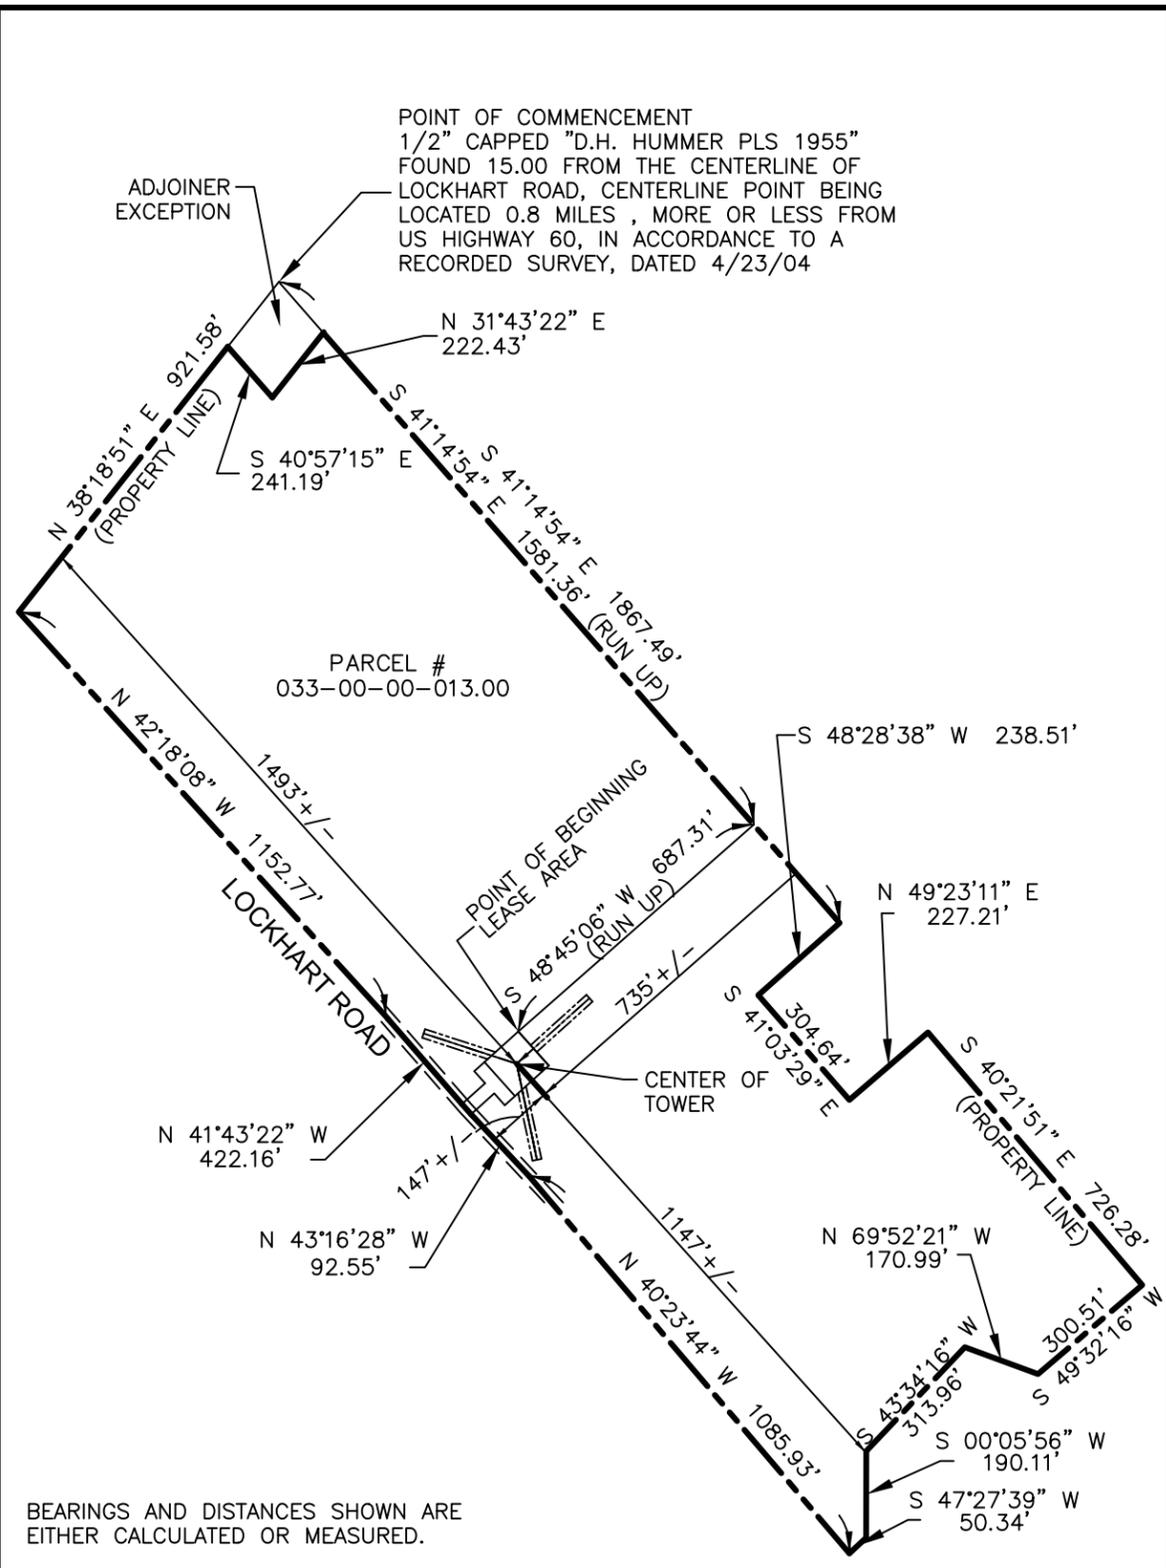 POINT OF COMMENCEMENT
1/2" CAPPED "D.H. HUMMER PLS 1955"
FOUND 15.00 FROM THE CENTERLINE OF
LOCKHART ROAD, CENTERLINE POINT BEING
LOCATED 0.8 MILES , MORE OR LESS FROM
US HIGHWAY 60, IN ACCORDANCE TO A
RECORDED SURVEY, DATED 4/23/04
ADJOINER
EXCEPTION
N 31°43'22" E
222.43'
N 38°18'51" E 921.58'
(PROPERTY LINE)
S 40°57'15" E
241.19'
S 41°14'54" E 1867.49'
S 41°14'54" E 1581.36'
(RUN UP)
PARCEL #
033-00-00-013.00
S 48°28'38" W 238.51'
N 42°18'08" W 1152.77'
1493'+/-
LOCKHART ROAD
POINT OF BEGINNING
LEASE AREA
S 48°45'06" W 687.31'
(RUN UP)
735'+/-
N 49°23'11" E
227.21'
304.64'
S 41°03'29" E
S 40°21'51" E 726.28'
(PROPERTY LINE)
CENTER OF
TOWER
N 41°43'22" W
422.16'
147'+/-
N 43°16'28" W
92.55'
1147'+/-
N 69°52'21" W
170.99'
300.51'
S 49°32'16" W
N 40°23'44" W 1085.93'
S 43°34'16" W
313.96'
S 00°05'56" W
190.11'
S 47°27'39" W
50.34'
BEARINGS AND DISTANCES SHOWN ARE
EITHER CALCULATED OR MEASURED.